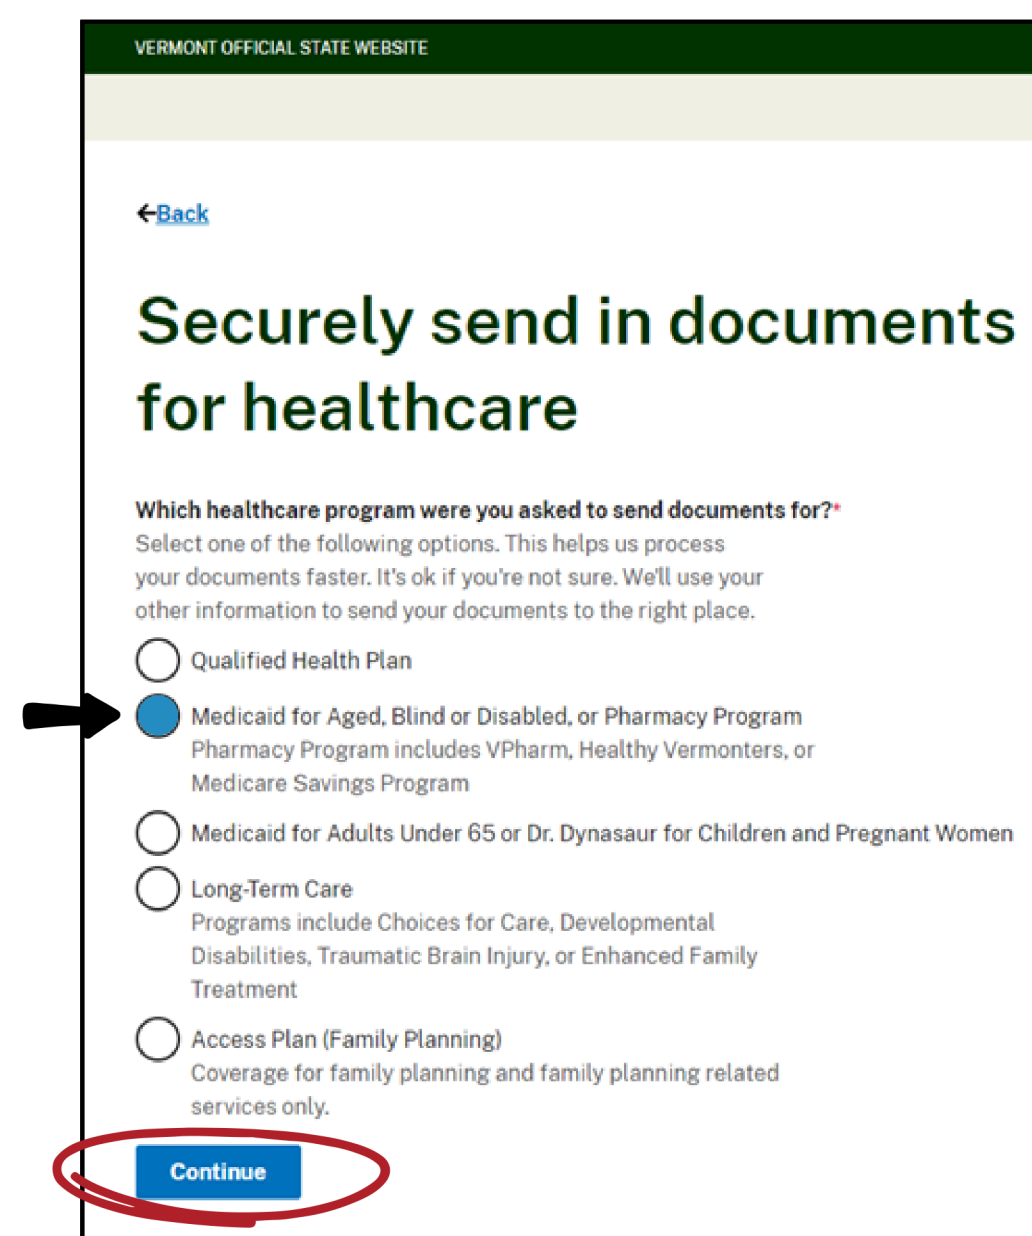 VERMONT OFFICIAL STATE WEBSITE
←Back
Securely send in documents
for healthcare
Which healthcare program were you asked to send documents for?*
Select one of the following options. This helps us process
your documents faster. It's ok if you're not sure. We'll use your
other information to send your documents to the right place.
Qualified Health Plan
Medicaid for Aged, Blind or Disabled, or Pharmacy Program
Pharmacy Program includes VPharm, Healthy Vermonters, or
Medicare Savings Program
Medicaid for Adults Under 65 or Dr. Dynasaur for Children and Pregnant Women
Long-Term Care
Programs include Choices for Care, Developmental
Disabilities, Traumatic Brain Injury, or Enhanced Family
Treatment
Access Plan (Family Planning)
Coverage for family planning and family planning related
services only.
Continue